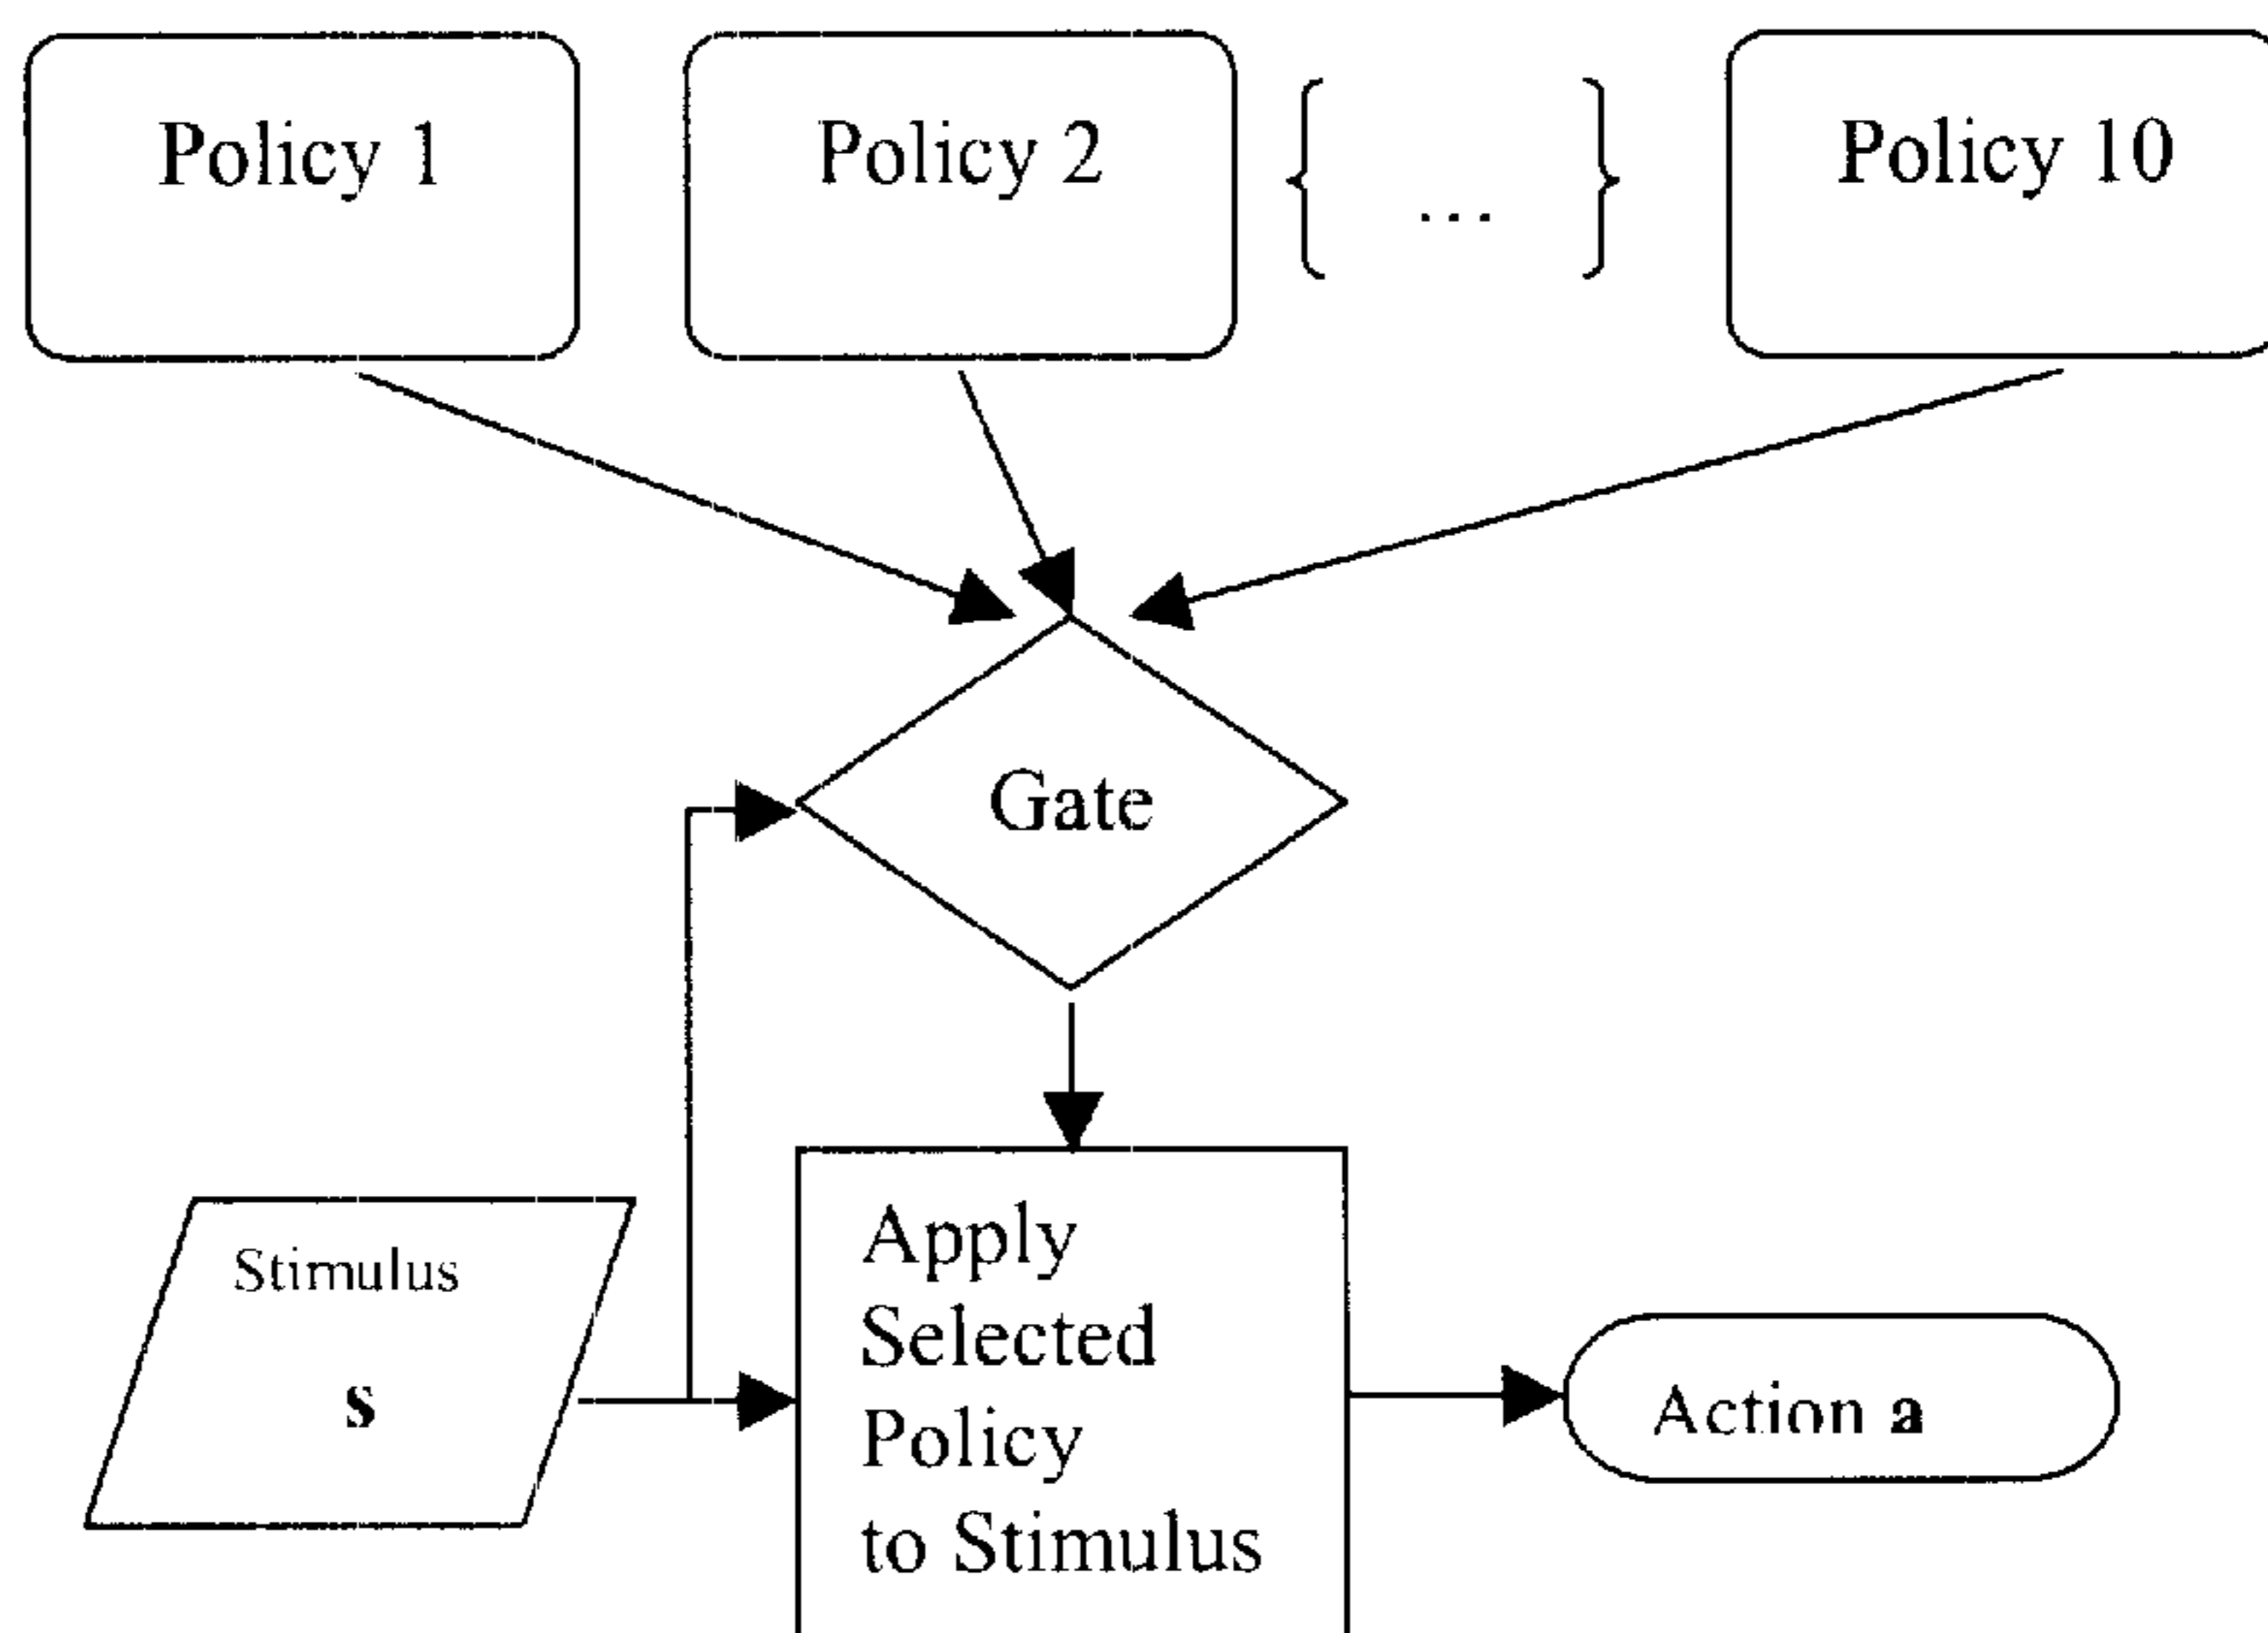 Policy 1
Policy 2
{ ... }
Policy 10
Gate
Stimulus
s
Apply
Selected
Policy
to Stimulus
Action a